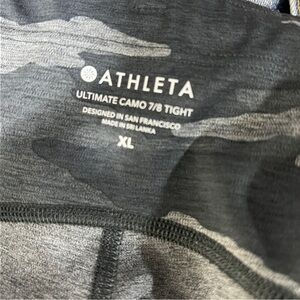 ATHLETA
ULTIMATE CAMO 7/8 TIGHT
DESIGNED IN SAN FRANCISCO
MADE IN SRI LANKA
XL